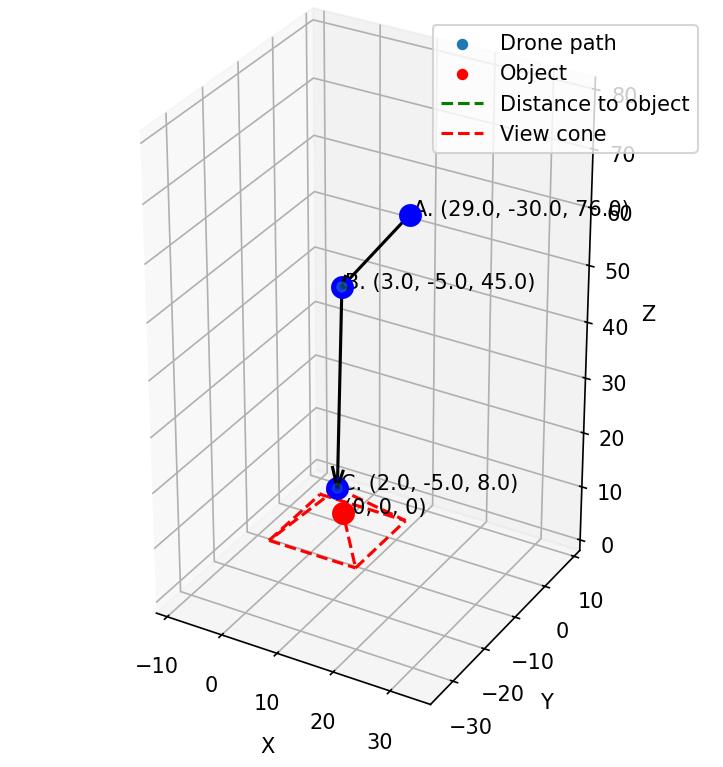 Drone path
Object
Distance to object
View cone
80
70
A. (29.0, -30.0, 76.0)
60
B. (3.0, -5.0, 45.0)
50
Z
40
30
20
C. (2.0, -5.0, 8.0)
10
(0, 0, 0)
0
10
0
−10
−20
Y
−30
−10
0
10
20
30
X